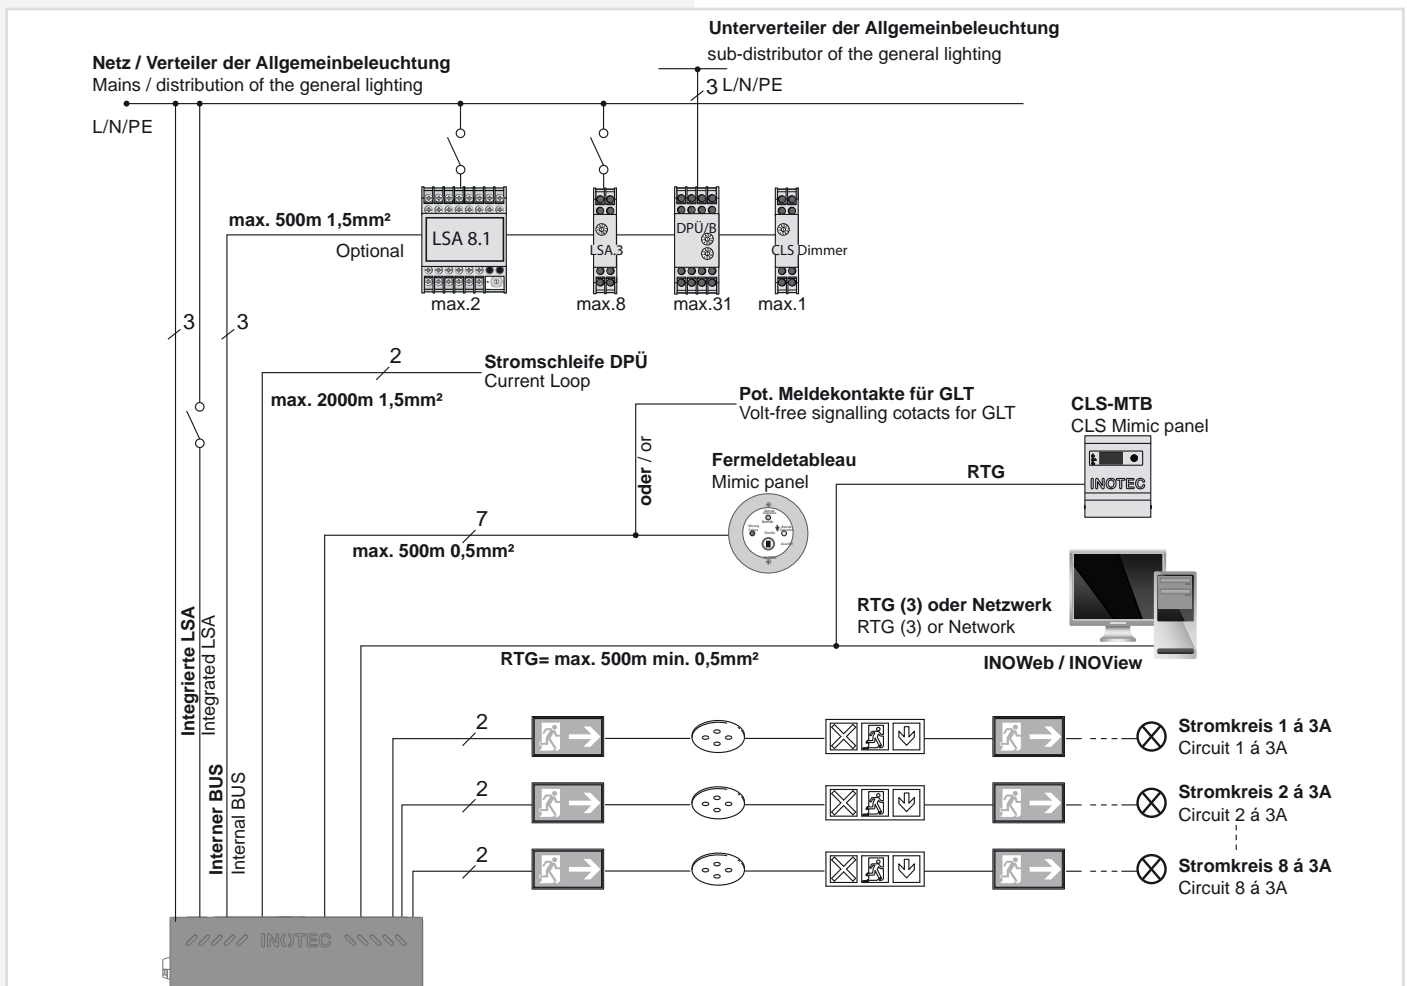 Unterverteiler der Allgemeinbeleuchtung
sub-distributor of the general lighting
Netz / Verteiler der Allgemeinbeleuchtung
Mains / distribution of the general lighting
3 L/N/PE
L/N/PE
max. 500m 1,5mm²
Optional
LSA 8.1
LSA.3
DPÜ/B
CLS Dimmer
max.2
max.8
max.31
max.1
3
3
2
Stromschleife DPÜ
Current Loop
max. 2000m 1,5mm²
Pot. Meldekontakte für GLT
Volt-free signalling cotacts for GLT
CLS-MTB
CLS Mimic panel
oder / or
Fermeldetableau
Mimic panel
RTG
INOTEC
7
max. 500m 0,5mm²
RTG (3) oder Netzwerk
RTG (3) or Network
RTG= max. 500m min. 0,5mm²
INOWeb / INOView
Integrierte LSA
Integrated LSA
Interner BUS
Internal BUS
2
Stromkreis 1 á 3A
Circuit 1 á 3A
2
Stromkreis 2 á 3A
Circuit 2 á 3A
2
Stromkreis 8 á 3A
Circuit 8 á 3A
INOTEC